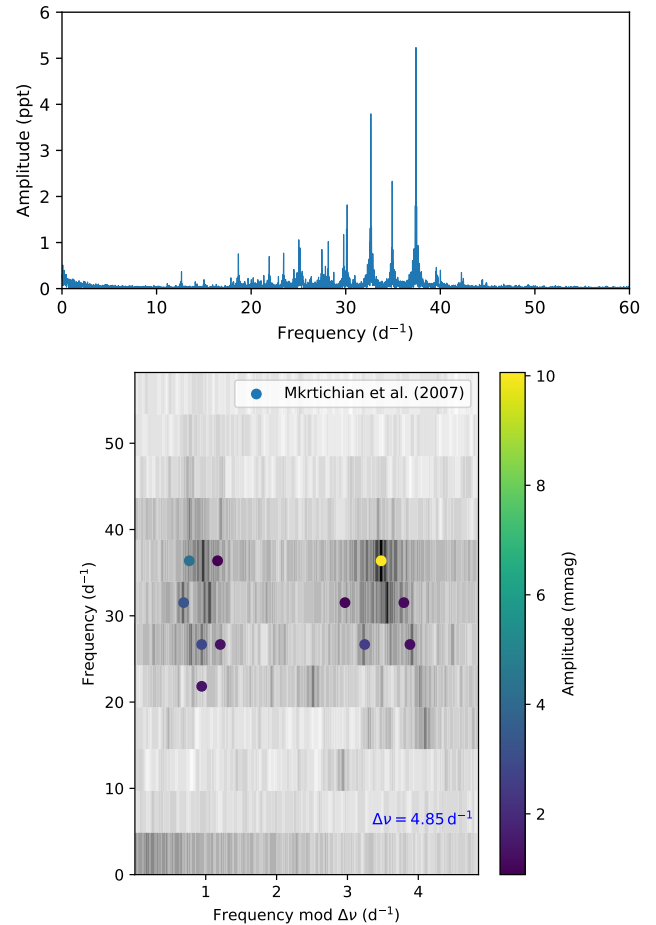 6
5
4
3
2
1
0
Amplitude (ppt)
0 10 20 30 40 50 60
Frequency (d⁻¹)
Mkrtichian et al. (2007)
50
40
30
20
10
0
Frequency (d⁻¹)
Δν = 4.85 d⁻¹
1 2 3 4
Frequency mod Δν (d⁻¹)
10
8
6
4
2
Amplitude (mmag)